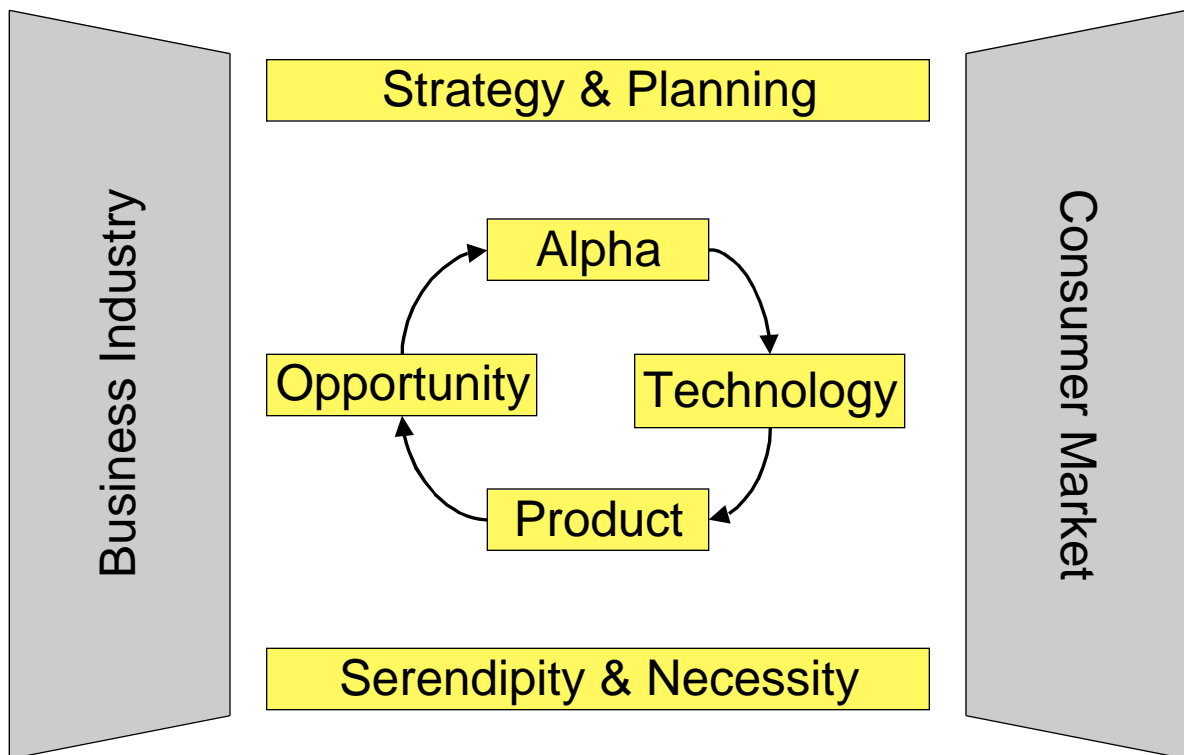 Strategy & Planning
Business Industry
Alpha
Opportunity
Technology
Product
Consumer Market
Serendipity & Necessity